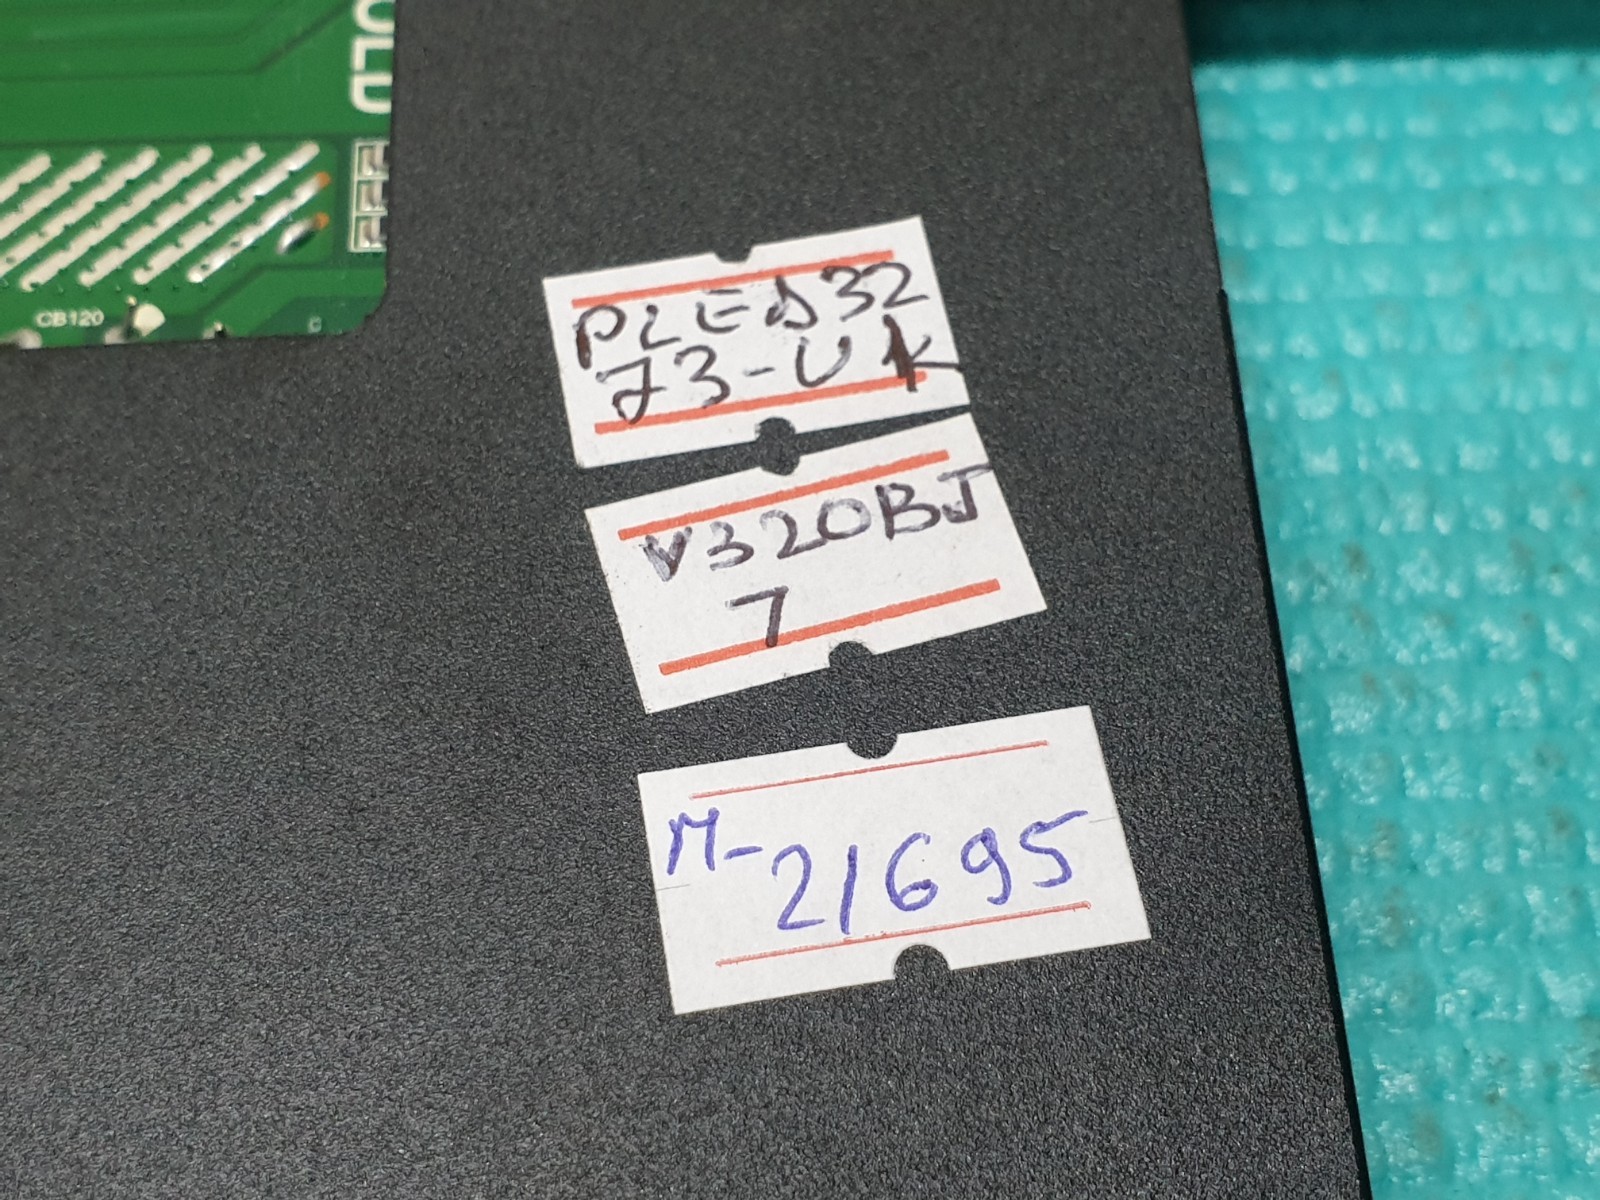 OLD
CB120
C
PLED32
73-UK
V320BJ
7
M-21695